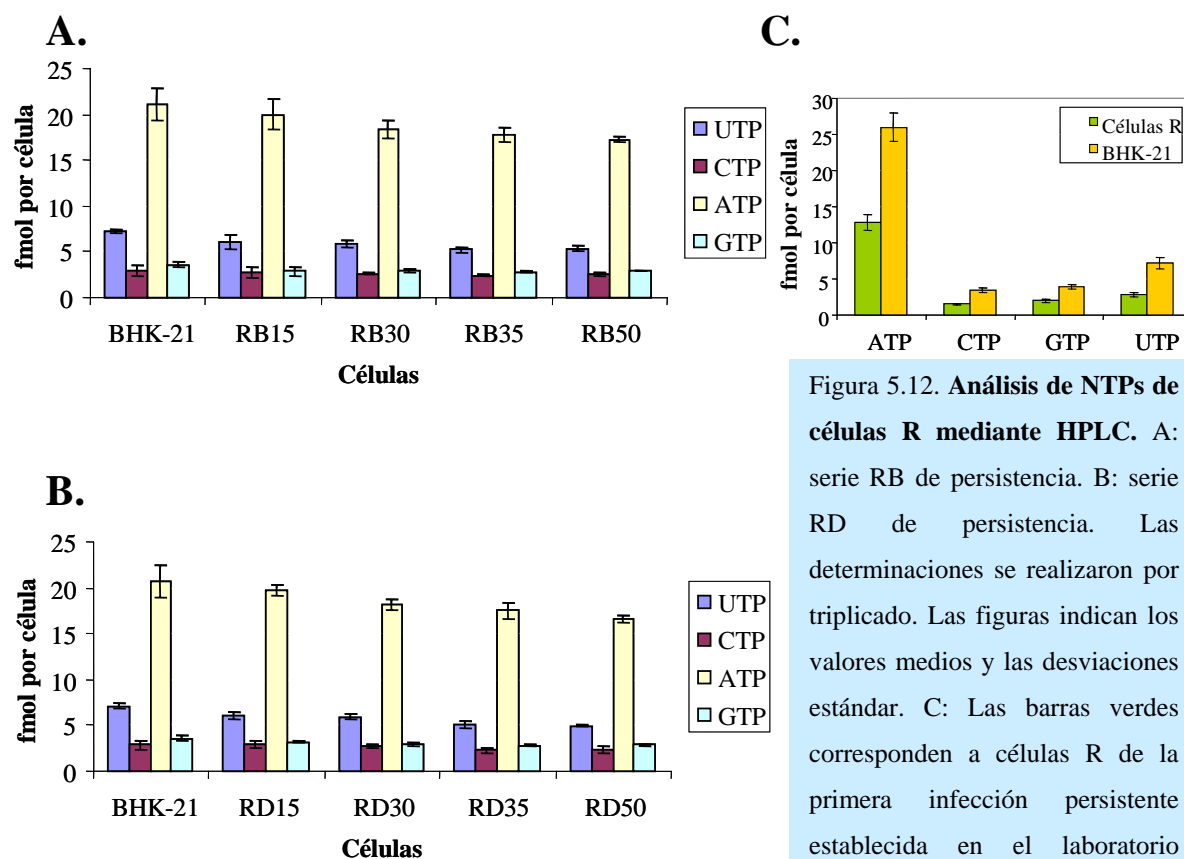 A.
25
20
15
10
5
0
fmol por célula
BHK-21 RB15 RB30 RB35 RB50
Células
UTP
CTP
ATP
GTP
B.
25
20
15
10
5
0
fmol por célula
BHK-21 RD15 RD30 RD35 RD50
Células
UTP
CTP
ATP
GTP
C.
30
25
20
15
10
5
0
fmol por célula
ATP CTP GTP UTP
Células R
BHK-21
Figura 5.12. Análisis de NTPs de
células R mediante HPLC. A:
serie RB de persistencia. B: serie
RD de persistencia. Las
determinaciones se realizaron por
triplicado. Las figuras indican los
valores medios y las desviaciones
estándar. C: Las barras verdes
corresponden a células R de la
primera infección persistente
establecida en el laboratorio